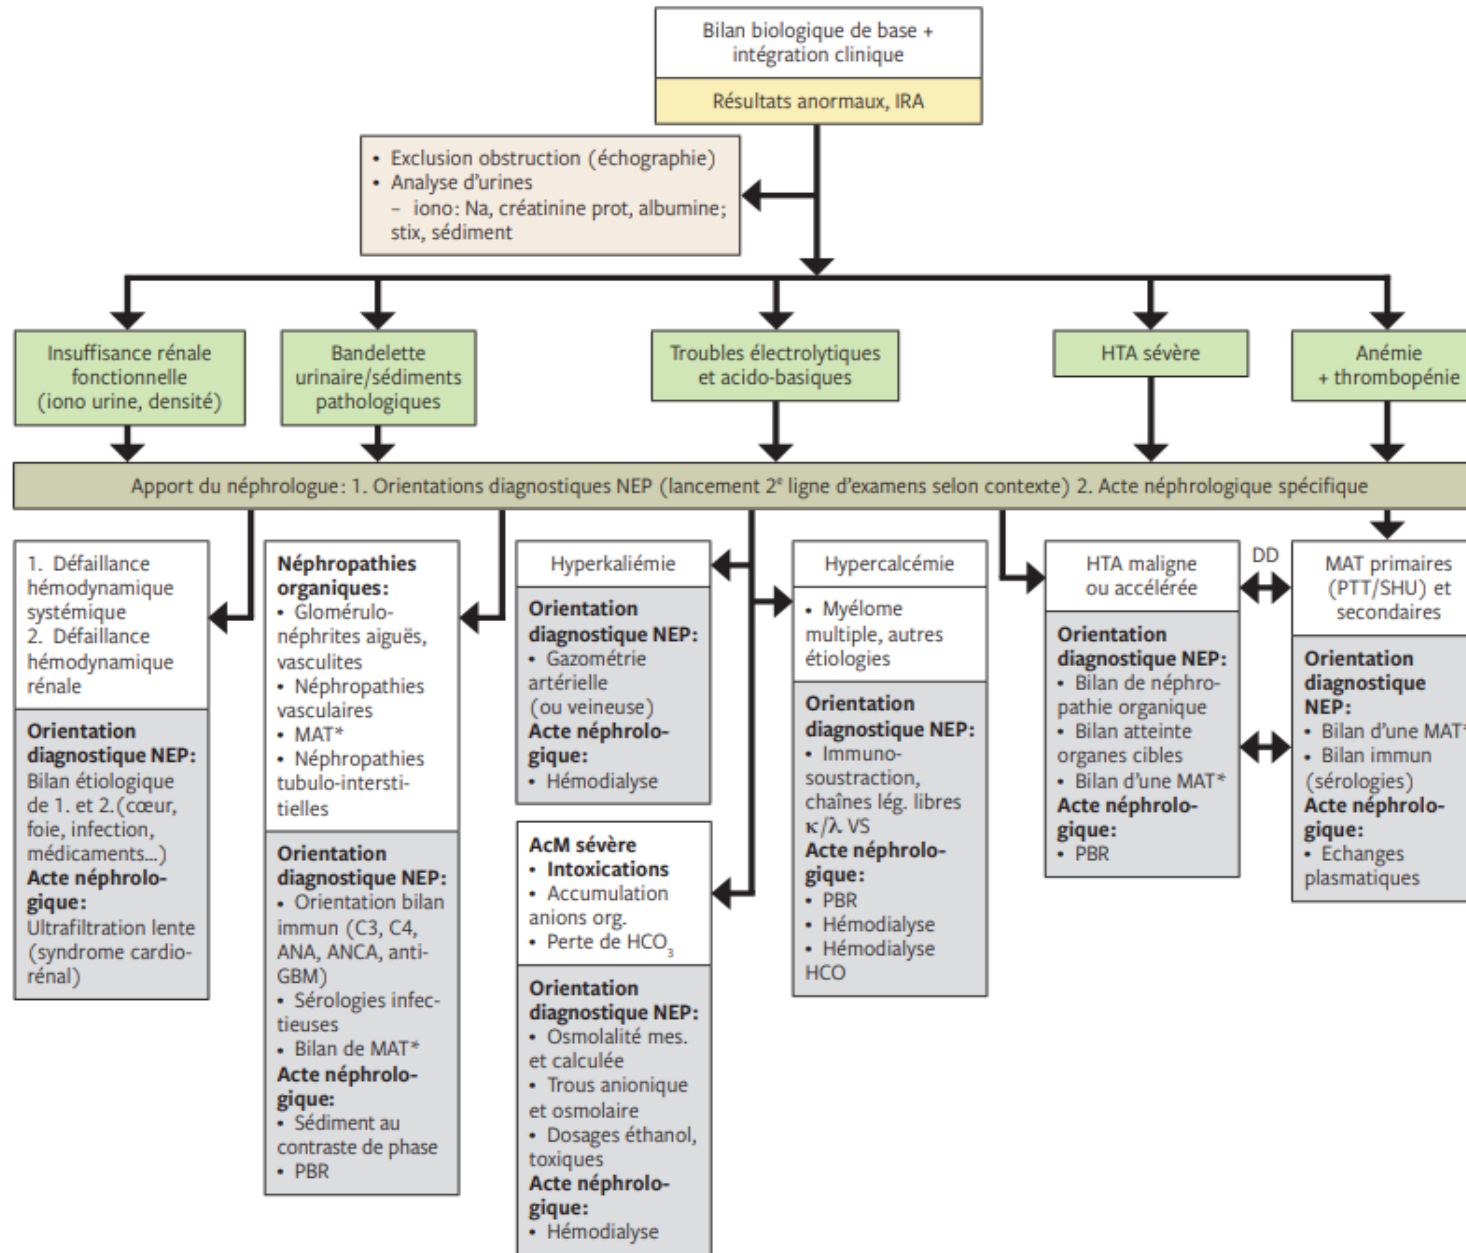 Bilan biologique de base +
intégration clinique
Résultats anormaux, IRA
• Exclusion obstruction (échographie)
• Analyse d'urines
– iono: Na, créatinine prot, albumine;
stix, sédiment
Insuffisance rénale
fonctionnelle
(iono urine, densité)
Bandelette
urinaire/sédiments
pathologiques
Troubles électrolytiques
et acido-basiques
HTA sévère
Anémie
+ thrombopénie
Apport du néphrologue: 1. Orientations diagnostiques NEP (lancement 2e ligne d'examens selon contexte) 2. Acte néphrologique spécifique
1. Défaillance
hémodynamique
systémique
2. Défaillance
hémodynamique
rénale
Orientation
diagnostique NEP:
Bilan étiologique
de 1. et 2.(cœur,
foie, infection,
médicaments...)
Acte néphrolo-
gique:
Ultrafiltration lente
(syndrome cardio-
rénal)
Néphropathies
organiques:
• Glomérulo-
néphrites aiguës,
vasculites
• Néphropathies
vasculaires
• MAT*
• Néphropathies
tubulo-intersti-
tielles
Orientation
diagnostique NEP:
• Orientation bilan
immun (C3, C4,
ANA, ANCA, anti-
GBM)
• Sérologies infec-
tieuses
• Bilan de MAT*
Acte néphrolo-
gique:
• Sédiment au
contraste de phase
• PBR
Hyperkaliémie
Orientation
diagnostique NEP:
• Gazométrie
artérielle
(ou veineuse)
Acte néphrolo-
gique:
• Hémodialyse
AcM sévère
• Intoxications
• Accumulation
anions org.
• Perte de HCO3
Orientation
diagnostique NEP:
• Osmolalité mes.
et calculée
• Trous anionique
et osmolaire
• Dosages éthanol,
toxiques
Acte néphrolo-
gique:
• Hémodialyse
Hypercalcémie
• Myélome
multiple, autres
étiologies
Orientation
diagnostique NEP:
• Immuno-
soustraction,
chaînes lég. libres
κ/λ VS
Acte néphrolo-
gique:
• PBR
• Hémodialyse
• Hémodialyse
HCO
HTA maligne
ou accélérée
Orientation
diagnostique NEP:
• Bilan de néphro-
pathie organique
• Bilan atteinte
organes cibles
• Bilan d'une MAT*
Acte néphrolo-
gique:
• PBR
DD
MAT primaires
(PTT/SHU) et
secondaires
Orientation
diagnostique
NEP:
• Bilan d'une MAT*
• Bilan immun
(sérologies)
Acte néphrolo-
gique:
• Echanges
plasmatiques